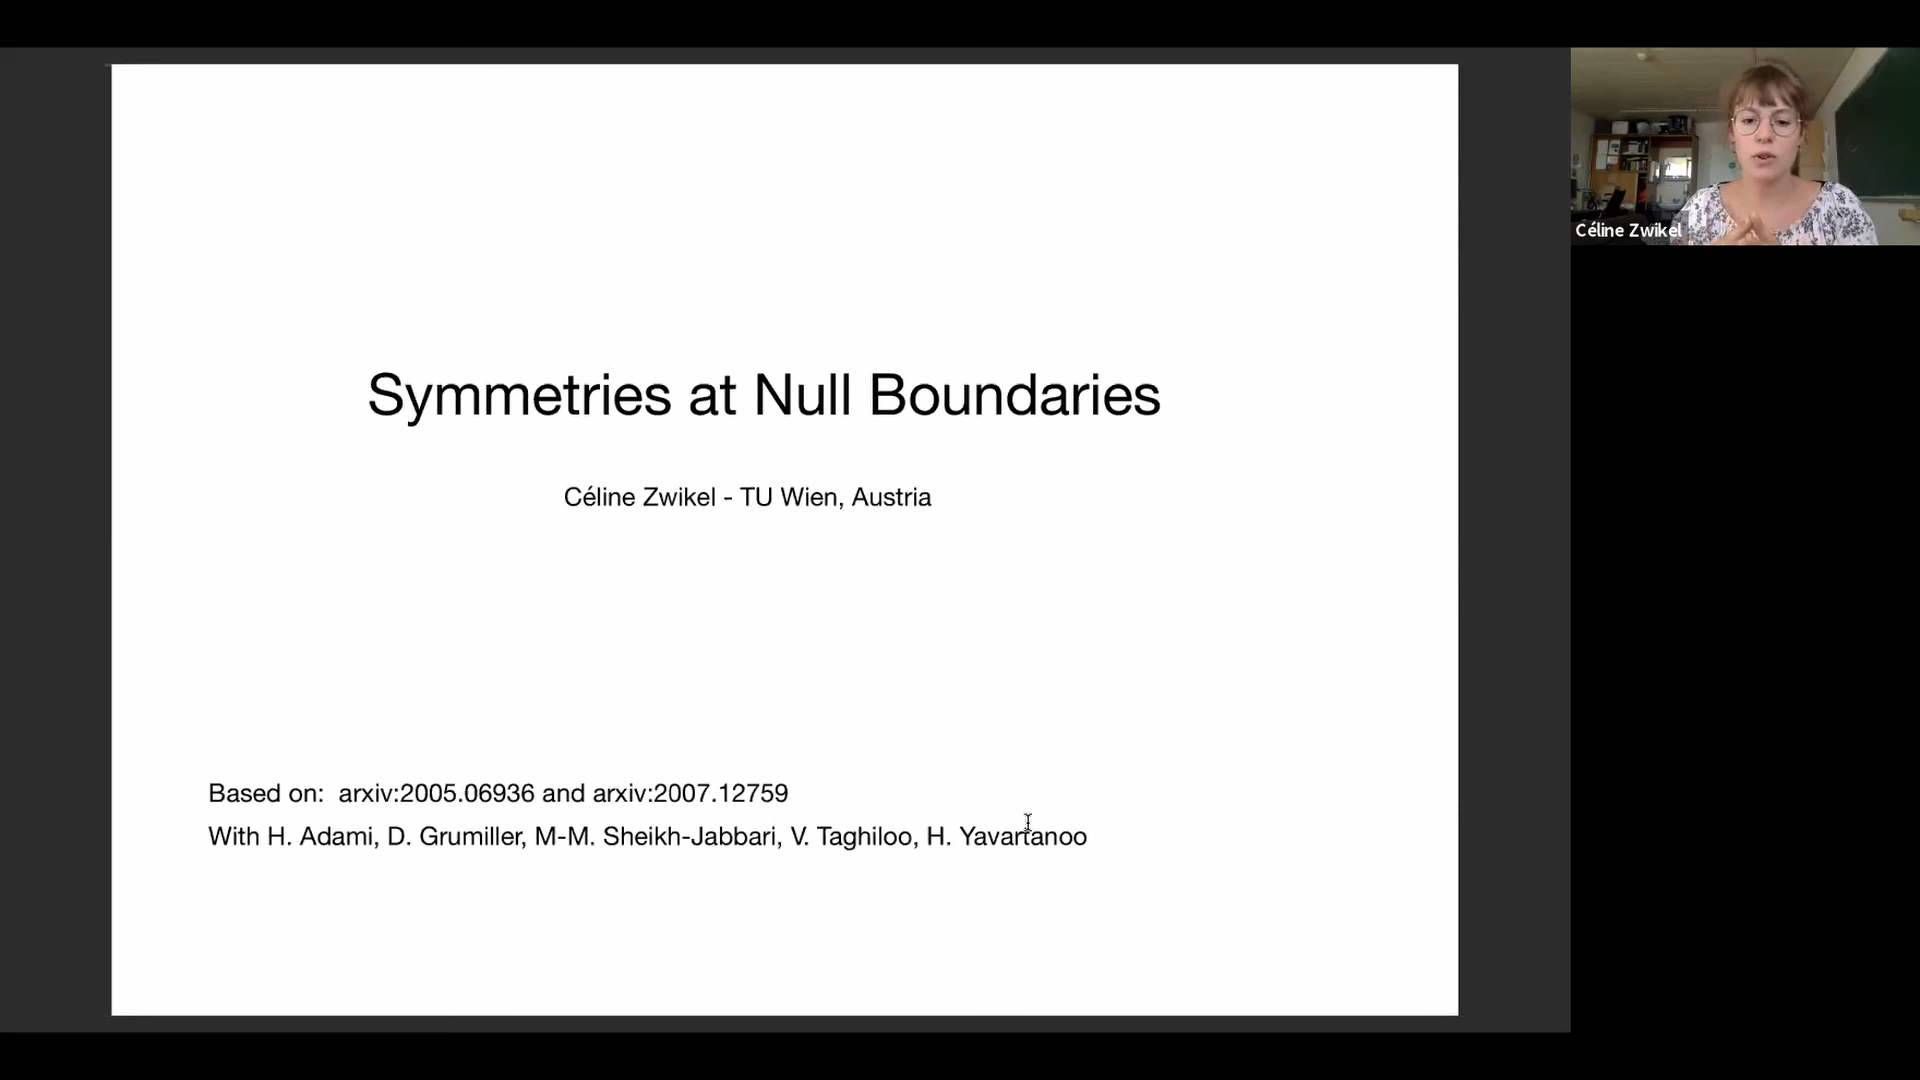 Symmetries at Null Boundaries
Céline Zwikel - TU Wien, Austria
Based on: arxiv:2005.06936 and arxiv:2007.12759
With H. Adami, D. Grumiller, M-M. Sheikh-Jabbari, V. Taghiloo, H. Yavartanoo
Céline Zwikel